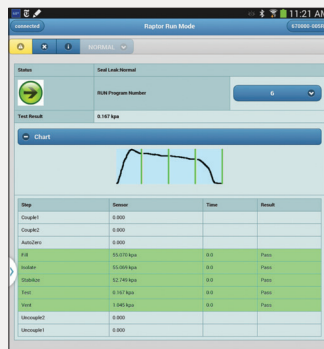 11:21 AM
connected Raptor Run Mode
NORMAL
Status Seal Leak:Normal
RUN Program Number 6
Test Result 0.167 kpa
Chart
Step Sensor Time Result
Couple1 0.000
Couple2 0.000
AutoZero 0.000
Fill 55.070 kpa 0.0 Pass
Isolate 55.069 kpa 0.0 Pass
Stabilize 52.749 kpa 0.0 Pass
Test 0.167 kpa 0.0 Pass
Vent 1.045 kpa 0.0 Pass
Uncouple2 0.000
Uncouple1 0.000